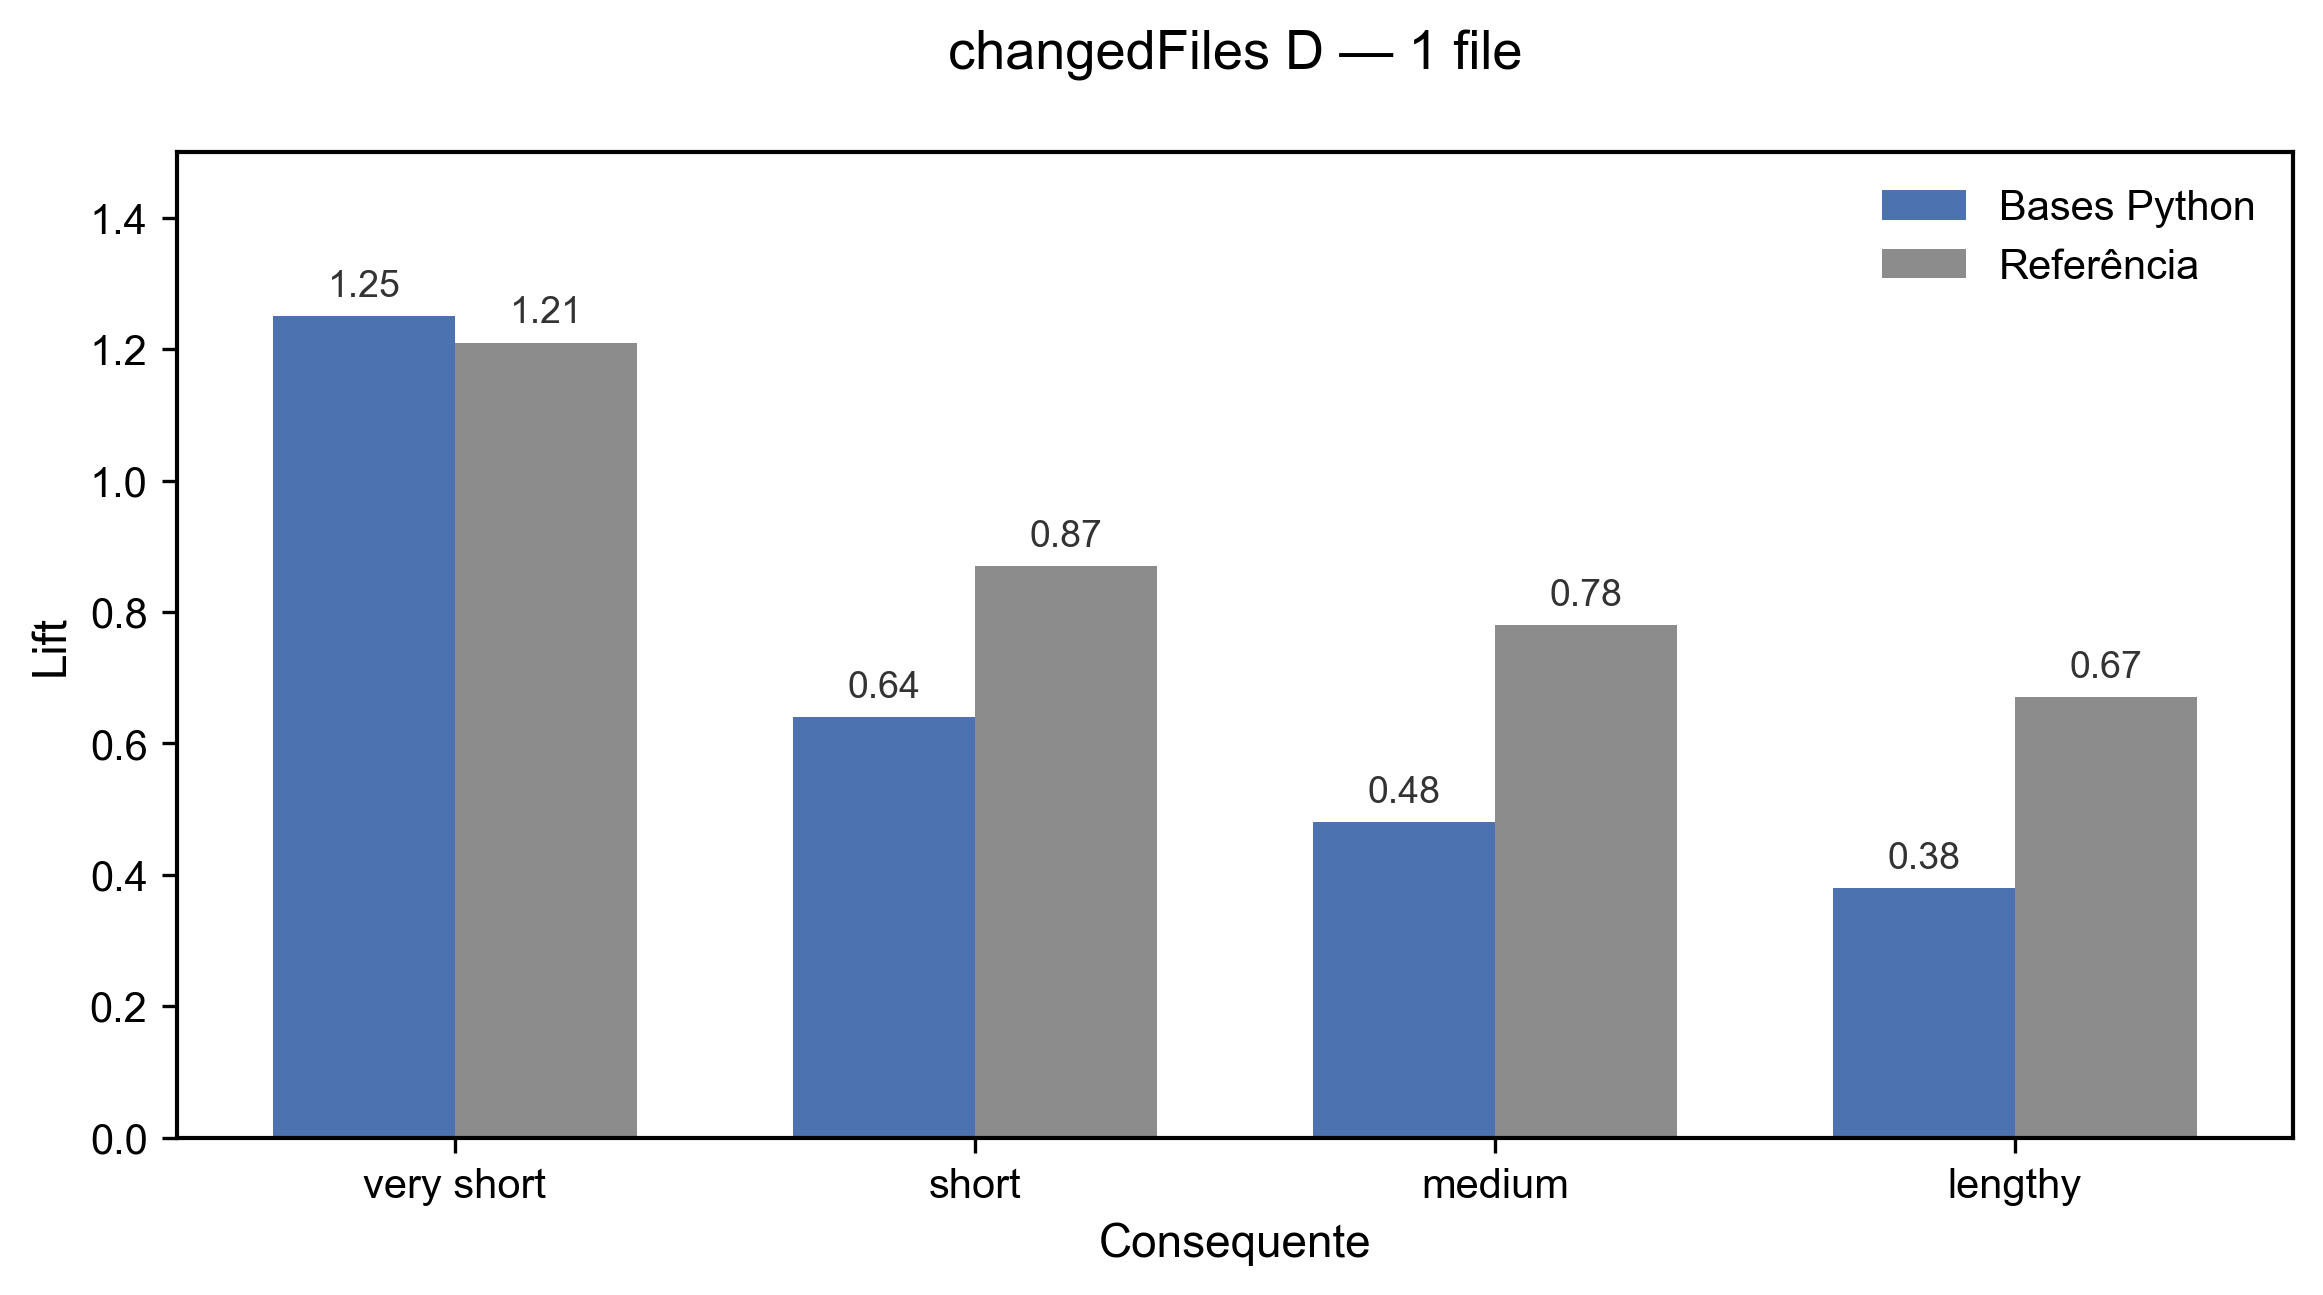 changedFiles D — 1 file
Bases Python
Referência
1.4
1.2
1.0
0.8
0.6
0.4
0.2
0.0
Lift
1.25
1.21
0.64
0.87
0.48
0.78
0.38
0.67
very short
short
medium
lengthy
Consequente